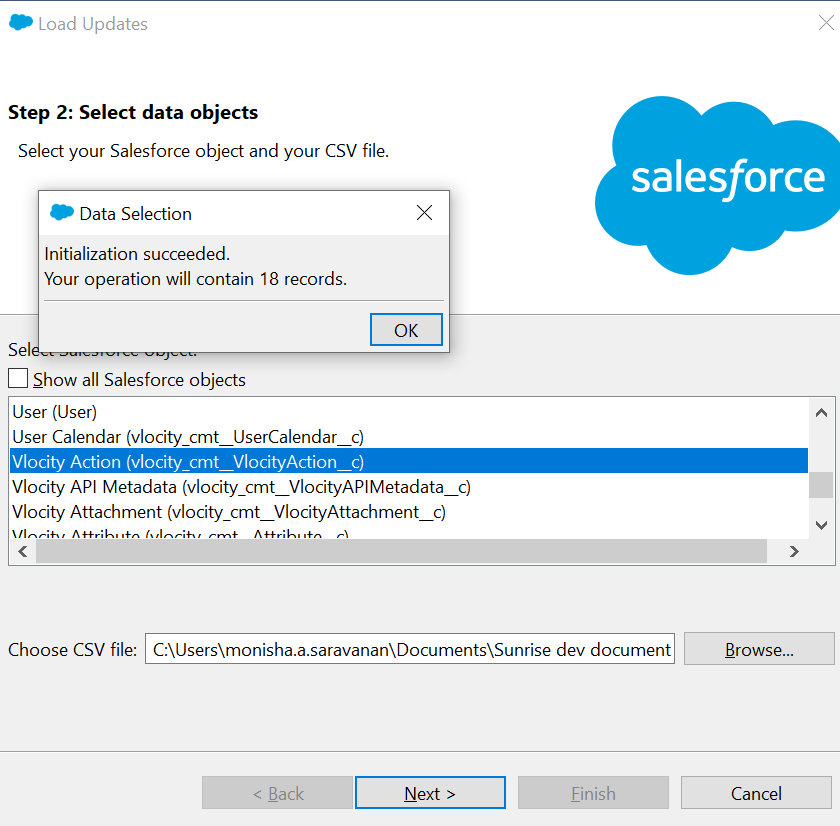 Load Updates
Step 2: Select data objects
Select your Salesforce object and your CSV file.
salesforce
Data Selection
Initialization succeeded.
Your operation will contain 18 records.
OK
Select Salesforce object:
Show all Salesforce objects
User (User)
User Calendar (vlocity_cmt__UserCalendar__c)
Vlocity Action (vlocity_cmt__VlocityAction__c)
Vlocity API Metadata (vlocity_cmt__VlocityAPIMetadata__c)
Vlocity Attachment (vlocity_cmt__VlocityAttachment__c)
Vlocity Attribute (vlocity_cmt__Attribute__c)
Choose CSV file: C:\Users\monisha.a.saravanan\Documents\Sunrise dev document Browse...
< Back Next > Finish Cancel